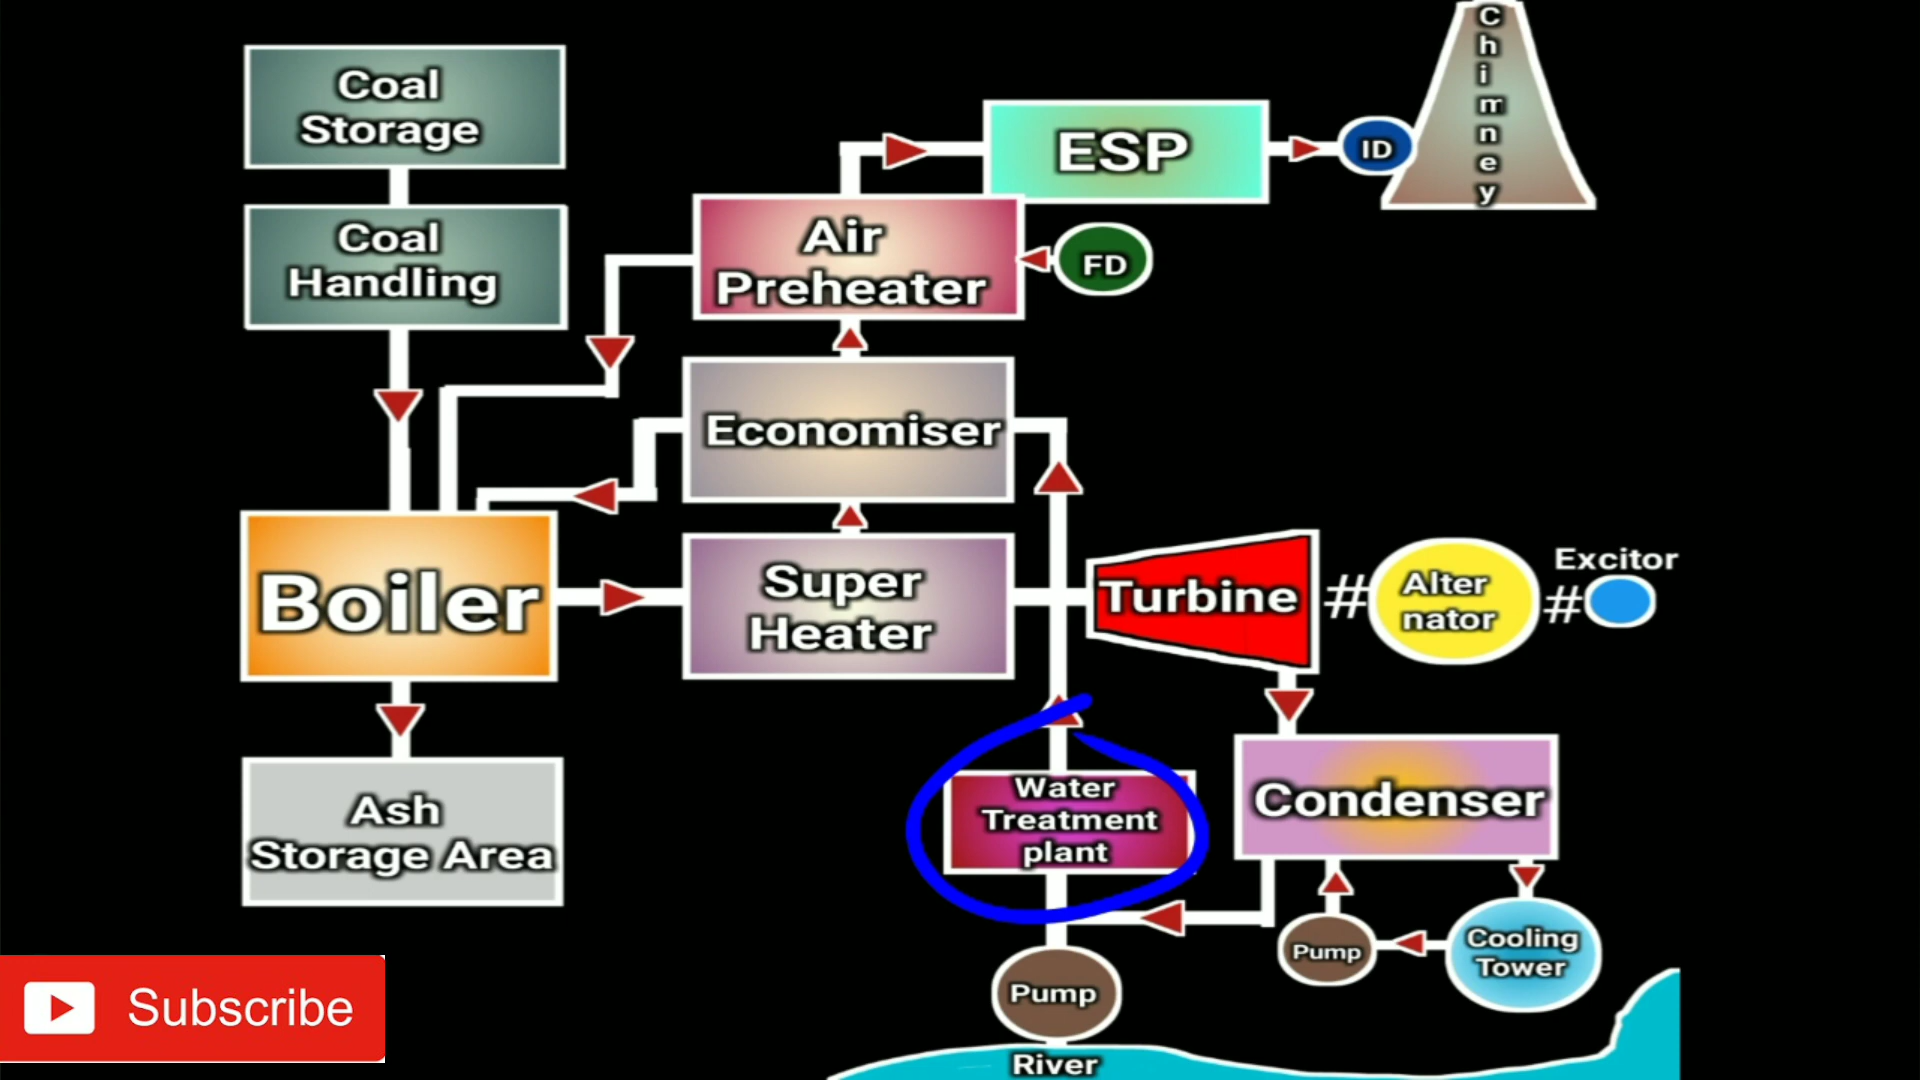 Coal
Storage
Coal
Handling
Boiler
Ash
Storage Area
Air
Preheater
FD
ESP
ID
C
h
i
m
n
e
y
Economiser
Super
Heater
Turbine
#
Alter
nator
#
Excitor
Water
Treatment
plant
Condenser
Pump
Cooling
Tower
Pump
River
Subscribe